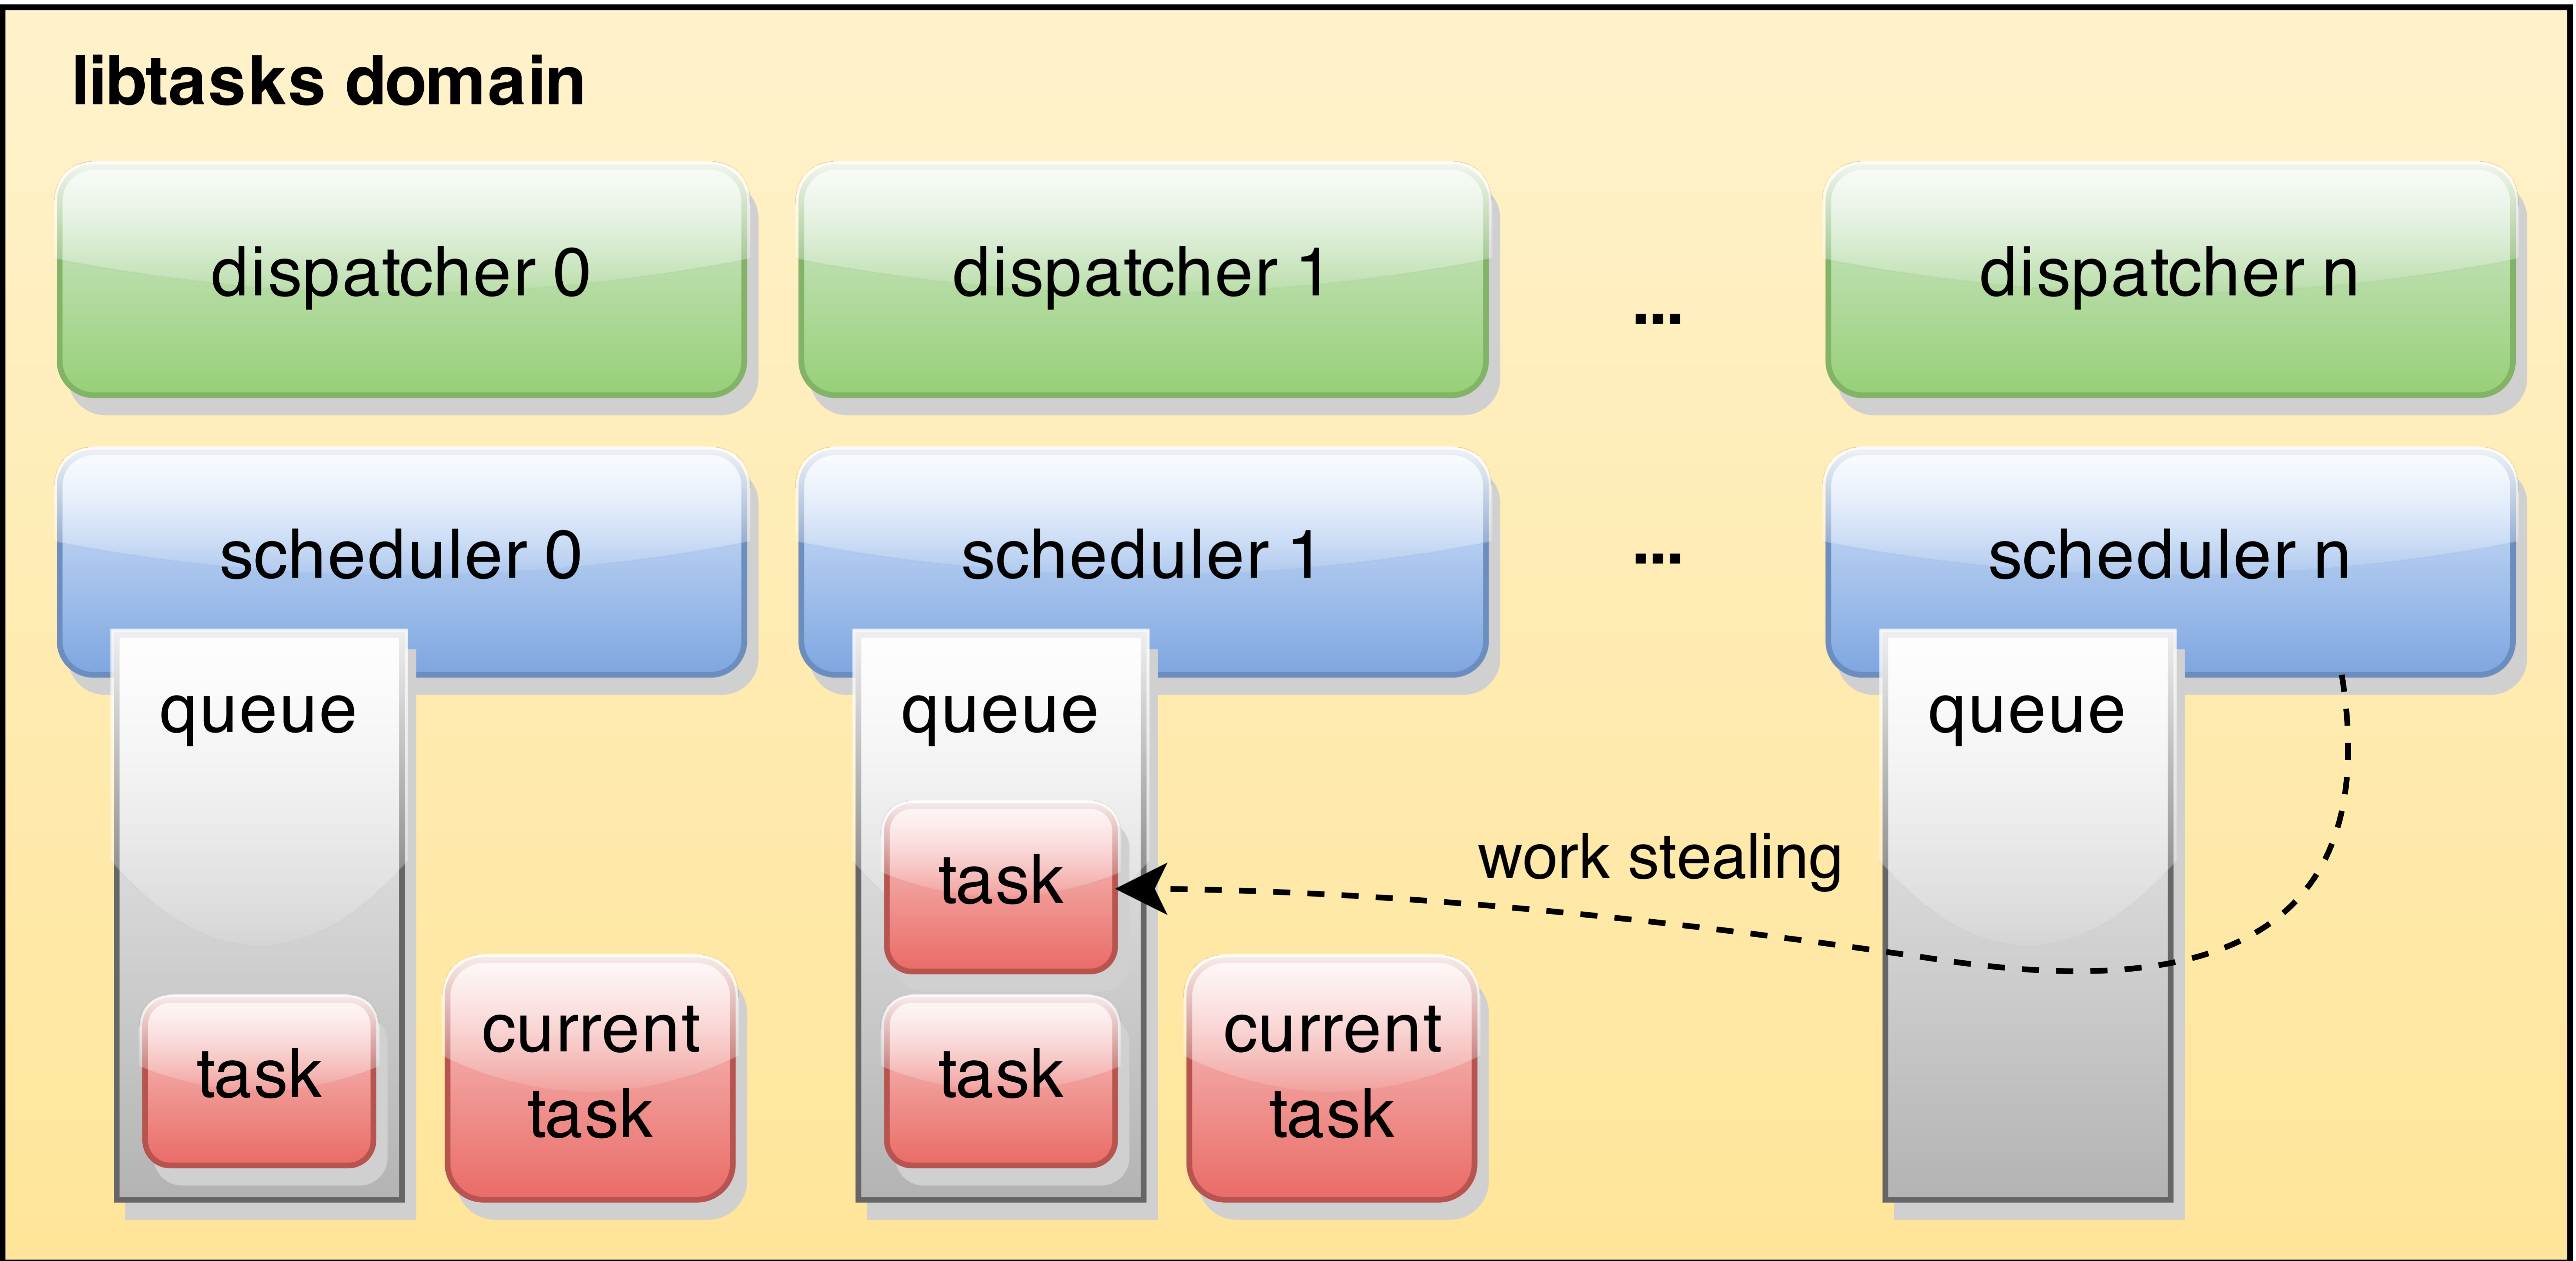 libtasks domain
dispatcher 0
dispatcher 1
...
dispatcher n
scheduler 0
scheduler 1
...
scheduler n
queue
queue
queue
task
work stealing
task
current
task
task
current
task